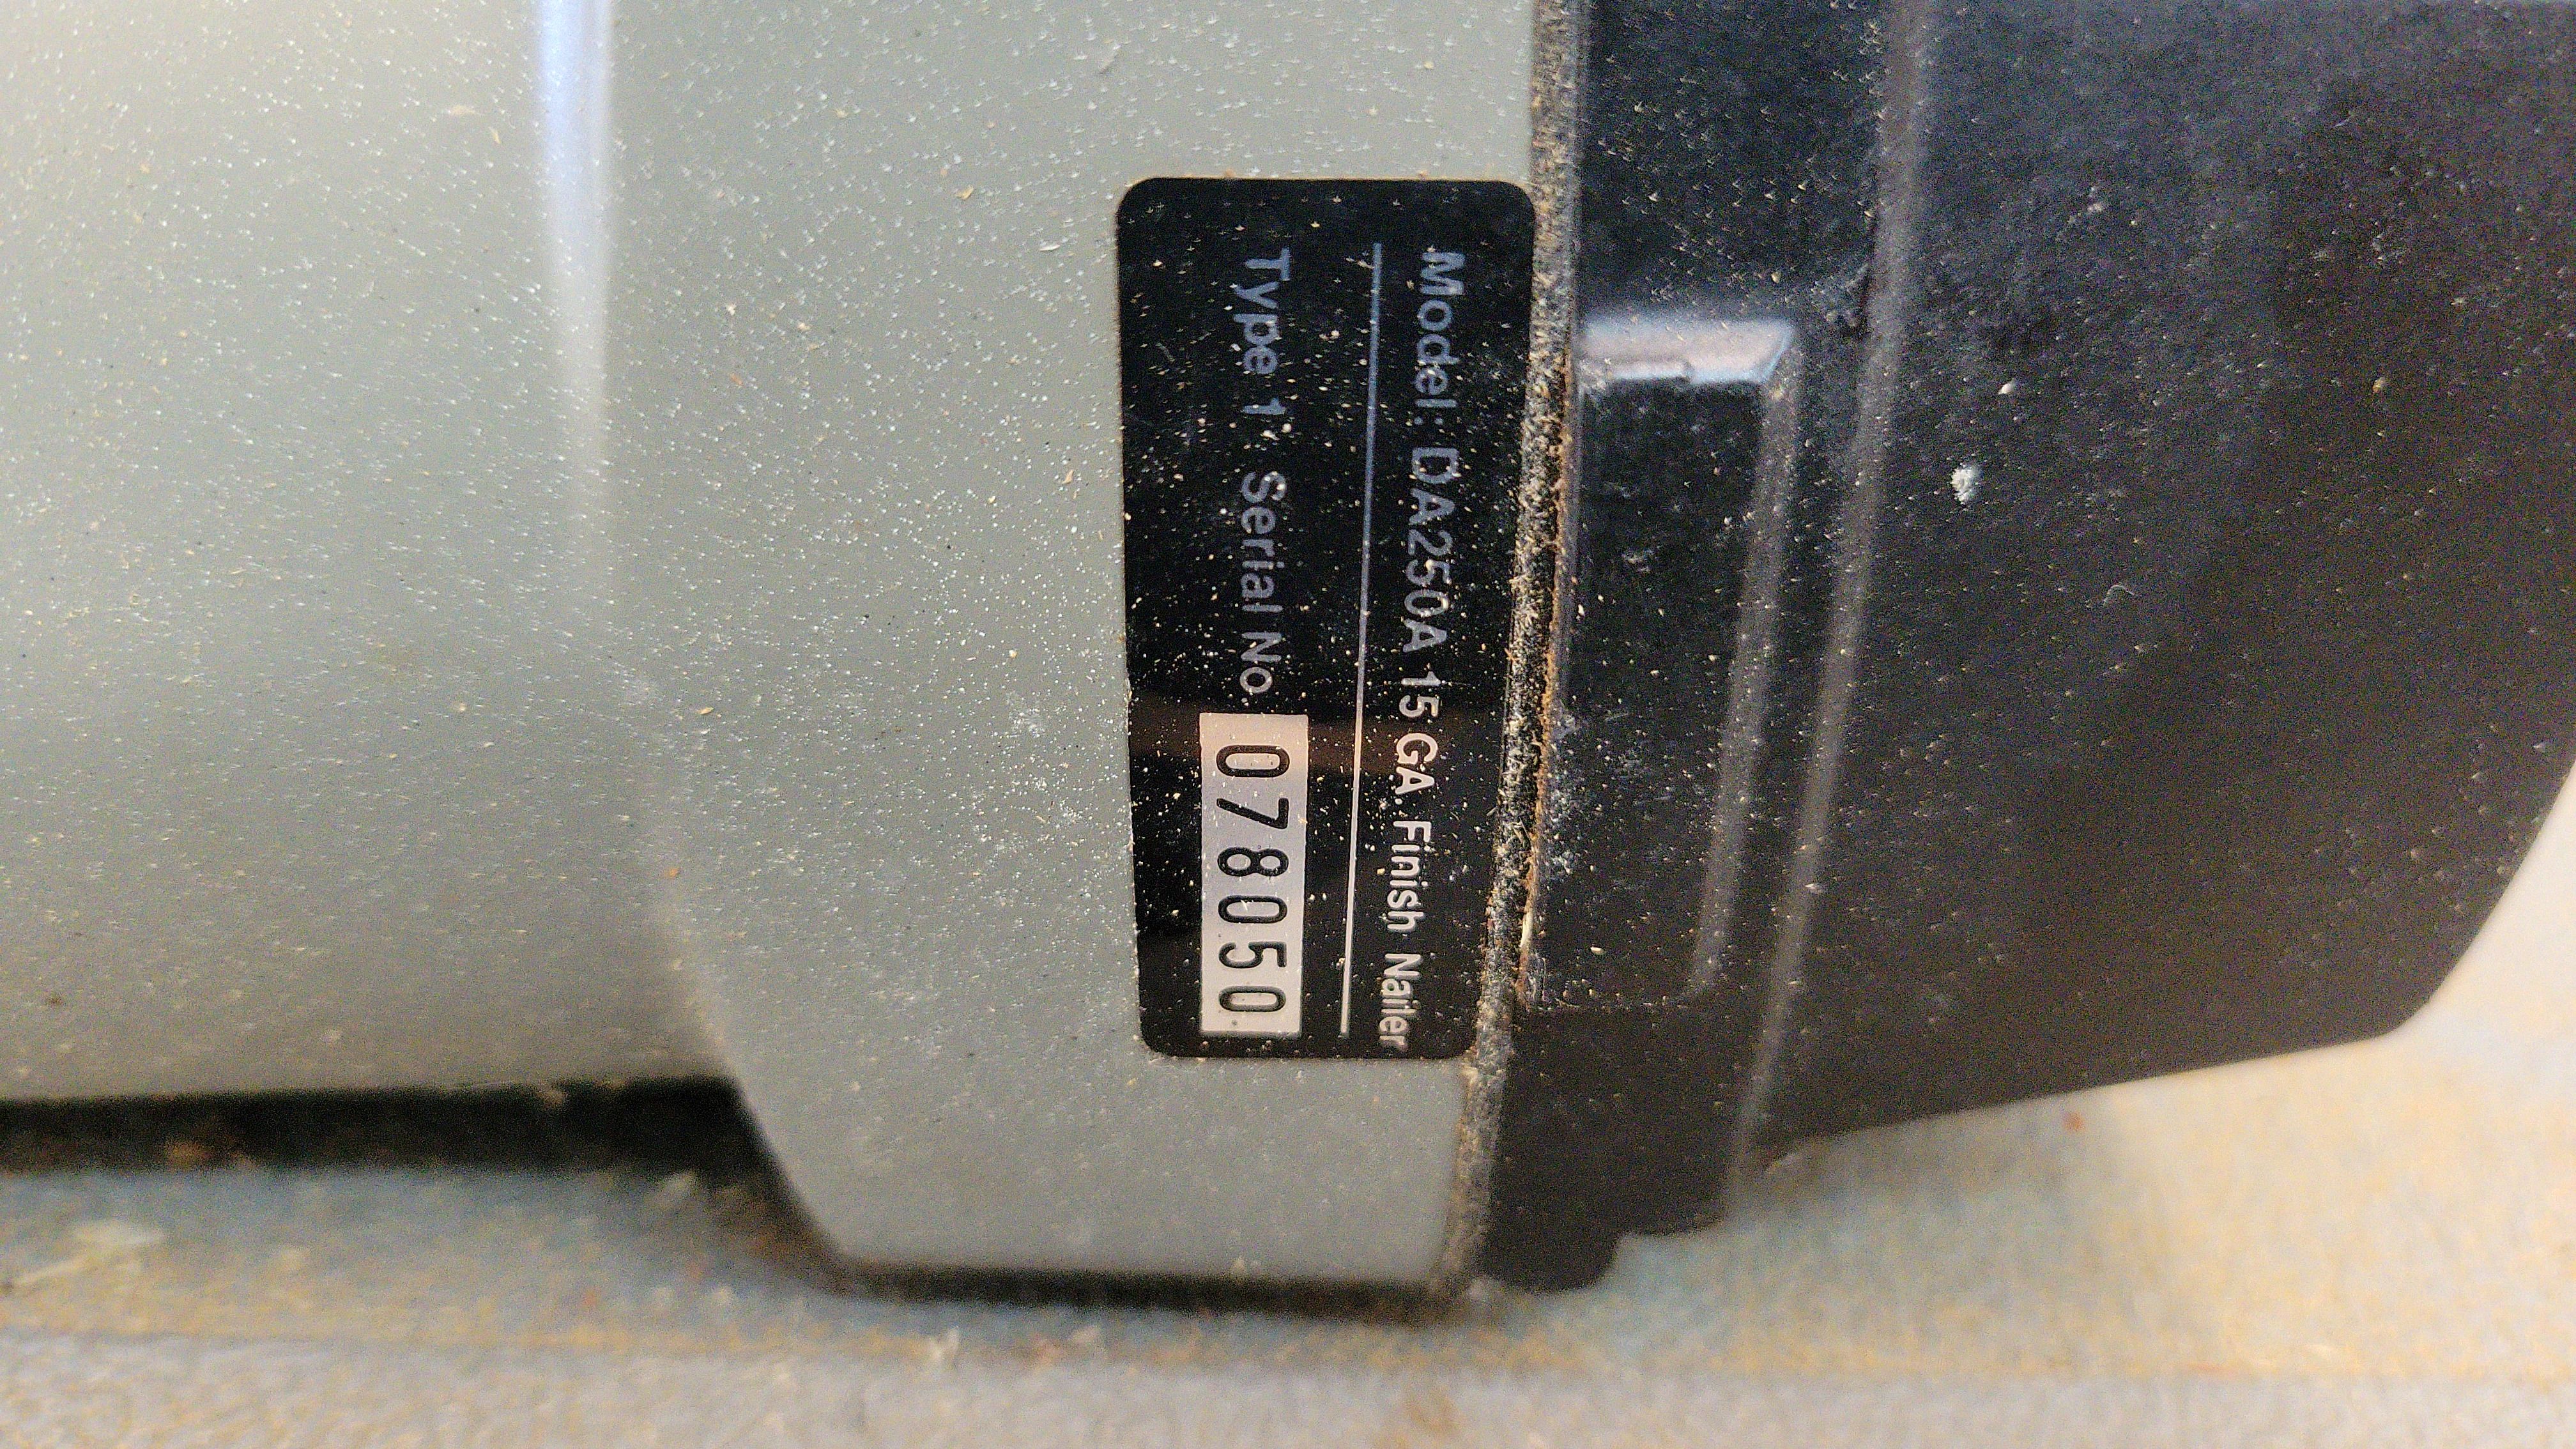 Model: DA250A 15 GA. Finish Nailer
Type 1 Serial No. 078050